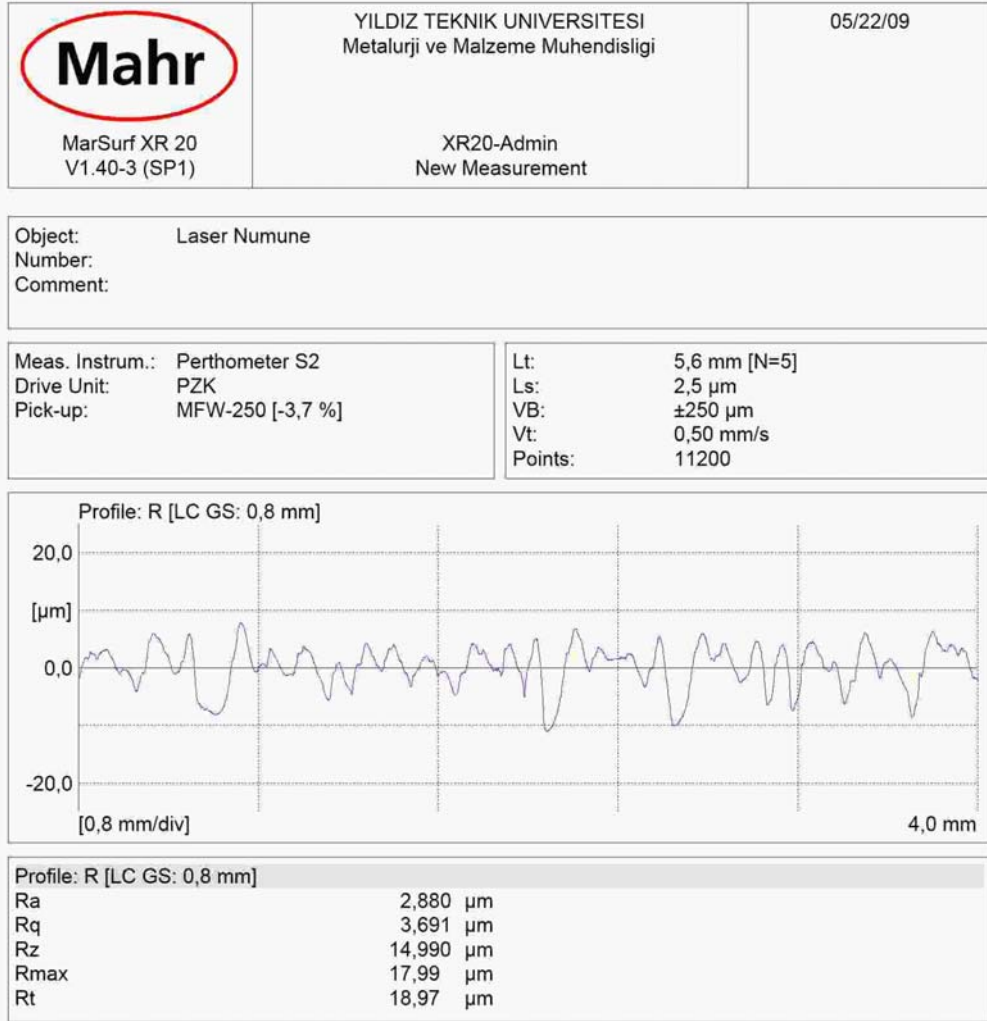 Mahr
MarSurf XR 20
V1.40-3 (SP1)
YILDIZ TEKNIK UNIVERSITESI
Metalurji ve Malzeme Muhendisligi
XR20-Admin
New Measurement
05/22/09
Object: Laser Numune
Number:
Comment:
Meas. Instrum.: Perthometer S2
Drive Unit: PZK
Pick-up: MFW-250 [-3,7 %]
Lt: 5,6 mm [N=5]
Ls: 2,5 µm
VB: ±250 µm
Vt: 0,50 mm/s
Points: 11200
Profile: R [LC GS: 0,8 mm]
20,0
[µm]
0,0
-20,0
[0,8 mm/div] 4,0 mm
Profile: R [LC GS: 0,8 mm]
Ra 2,880 µm
Rq 3,691 µm
Rz 14,990 µm
Rmax 17,99 µm
Rt 18,97 µm